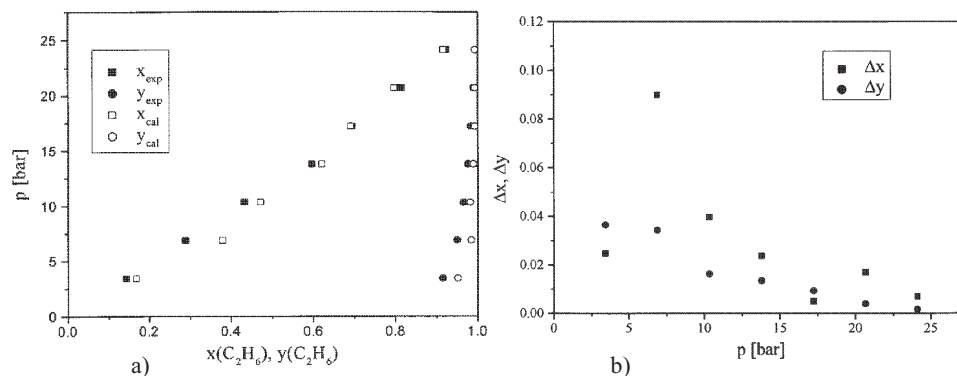 25
20
15
10
5
0
p [bar]
x_exp
y_exp
x_cal
y_cal
0.0 0.2 0.4 0.6 0.8 1.0
x(C₂H₆), y(C₂H₆)
a)
0.12
0.10
0.08
0.06
0.04
0.02
0.00
Δx, Δy
Δx
Δy
0 5 10 15 20 25
p [bar]
b)